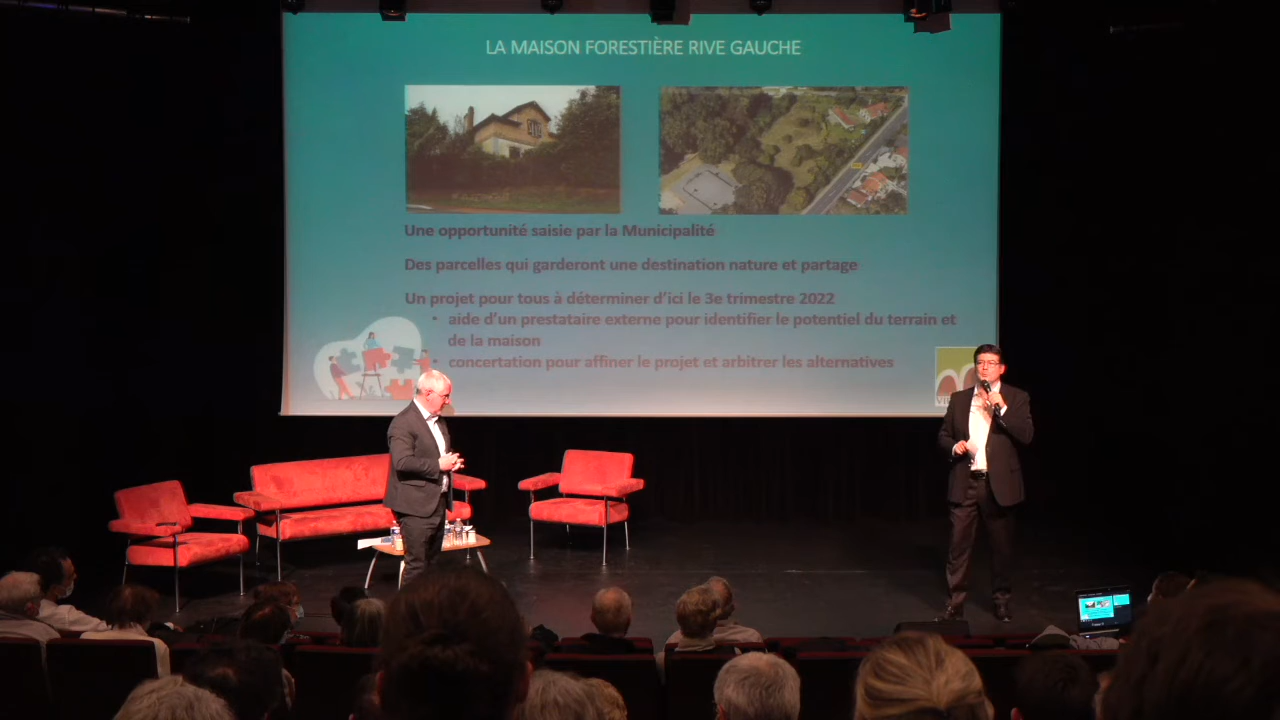 LA MAISON FORESTIÈRE RIVE GAUCHE
Une opportunité saisie par la Municipalité
Des parcelles qui garderont une destination nature et partage
Un projet pour tous à déterminer d'ici le 3e trimestre 2022
• aide d'un prestataire externe pour identifier le potentiel du terrain et
de la maison
• concertation pour affiner le projet et arbitrer les alternatives